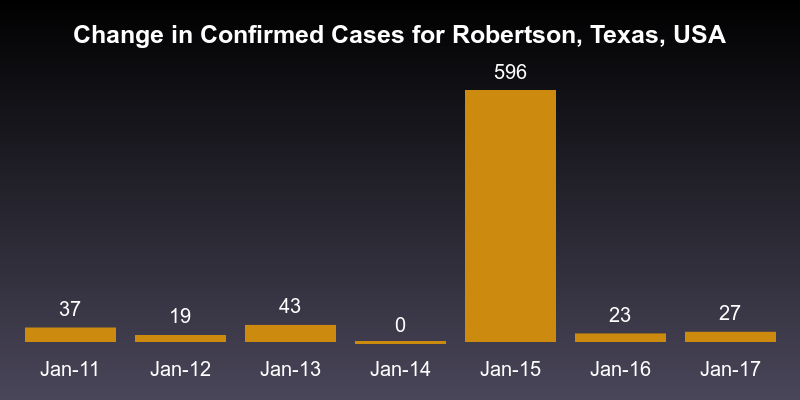 Change in Confirmed Cases for Robertson, Texas, USA
596
37
19
43
0
23
27
Jan-11
Jan-12
Jan-13
Jan-14
Jan-15
Jan-16
Jan-17